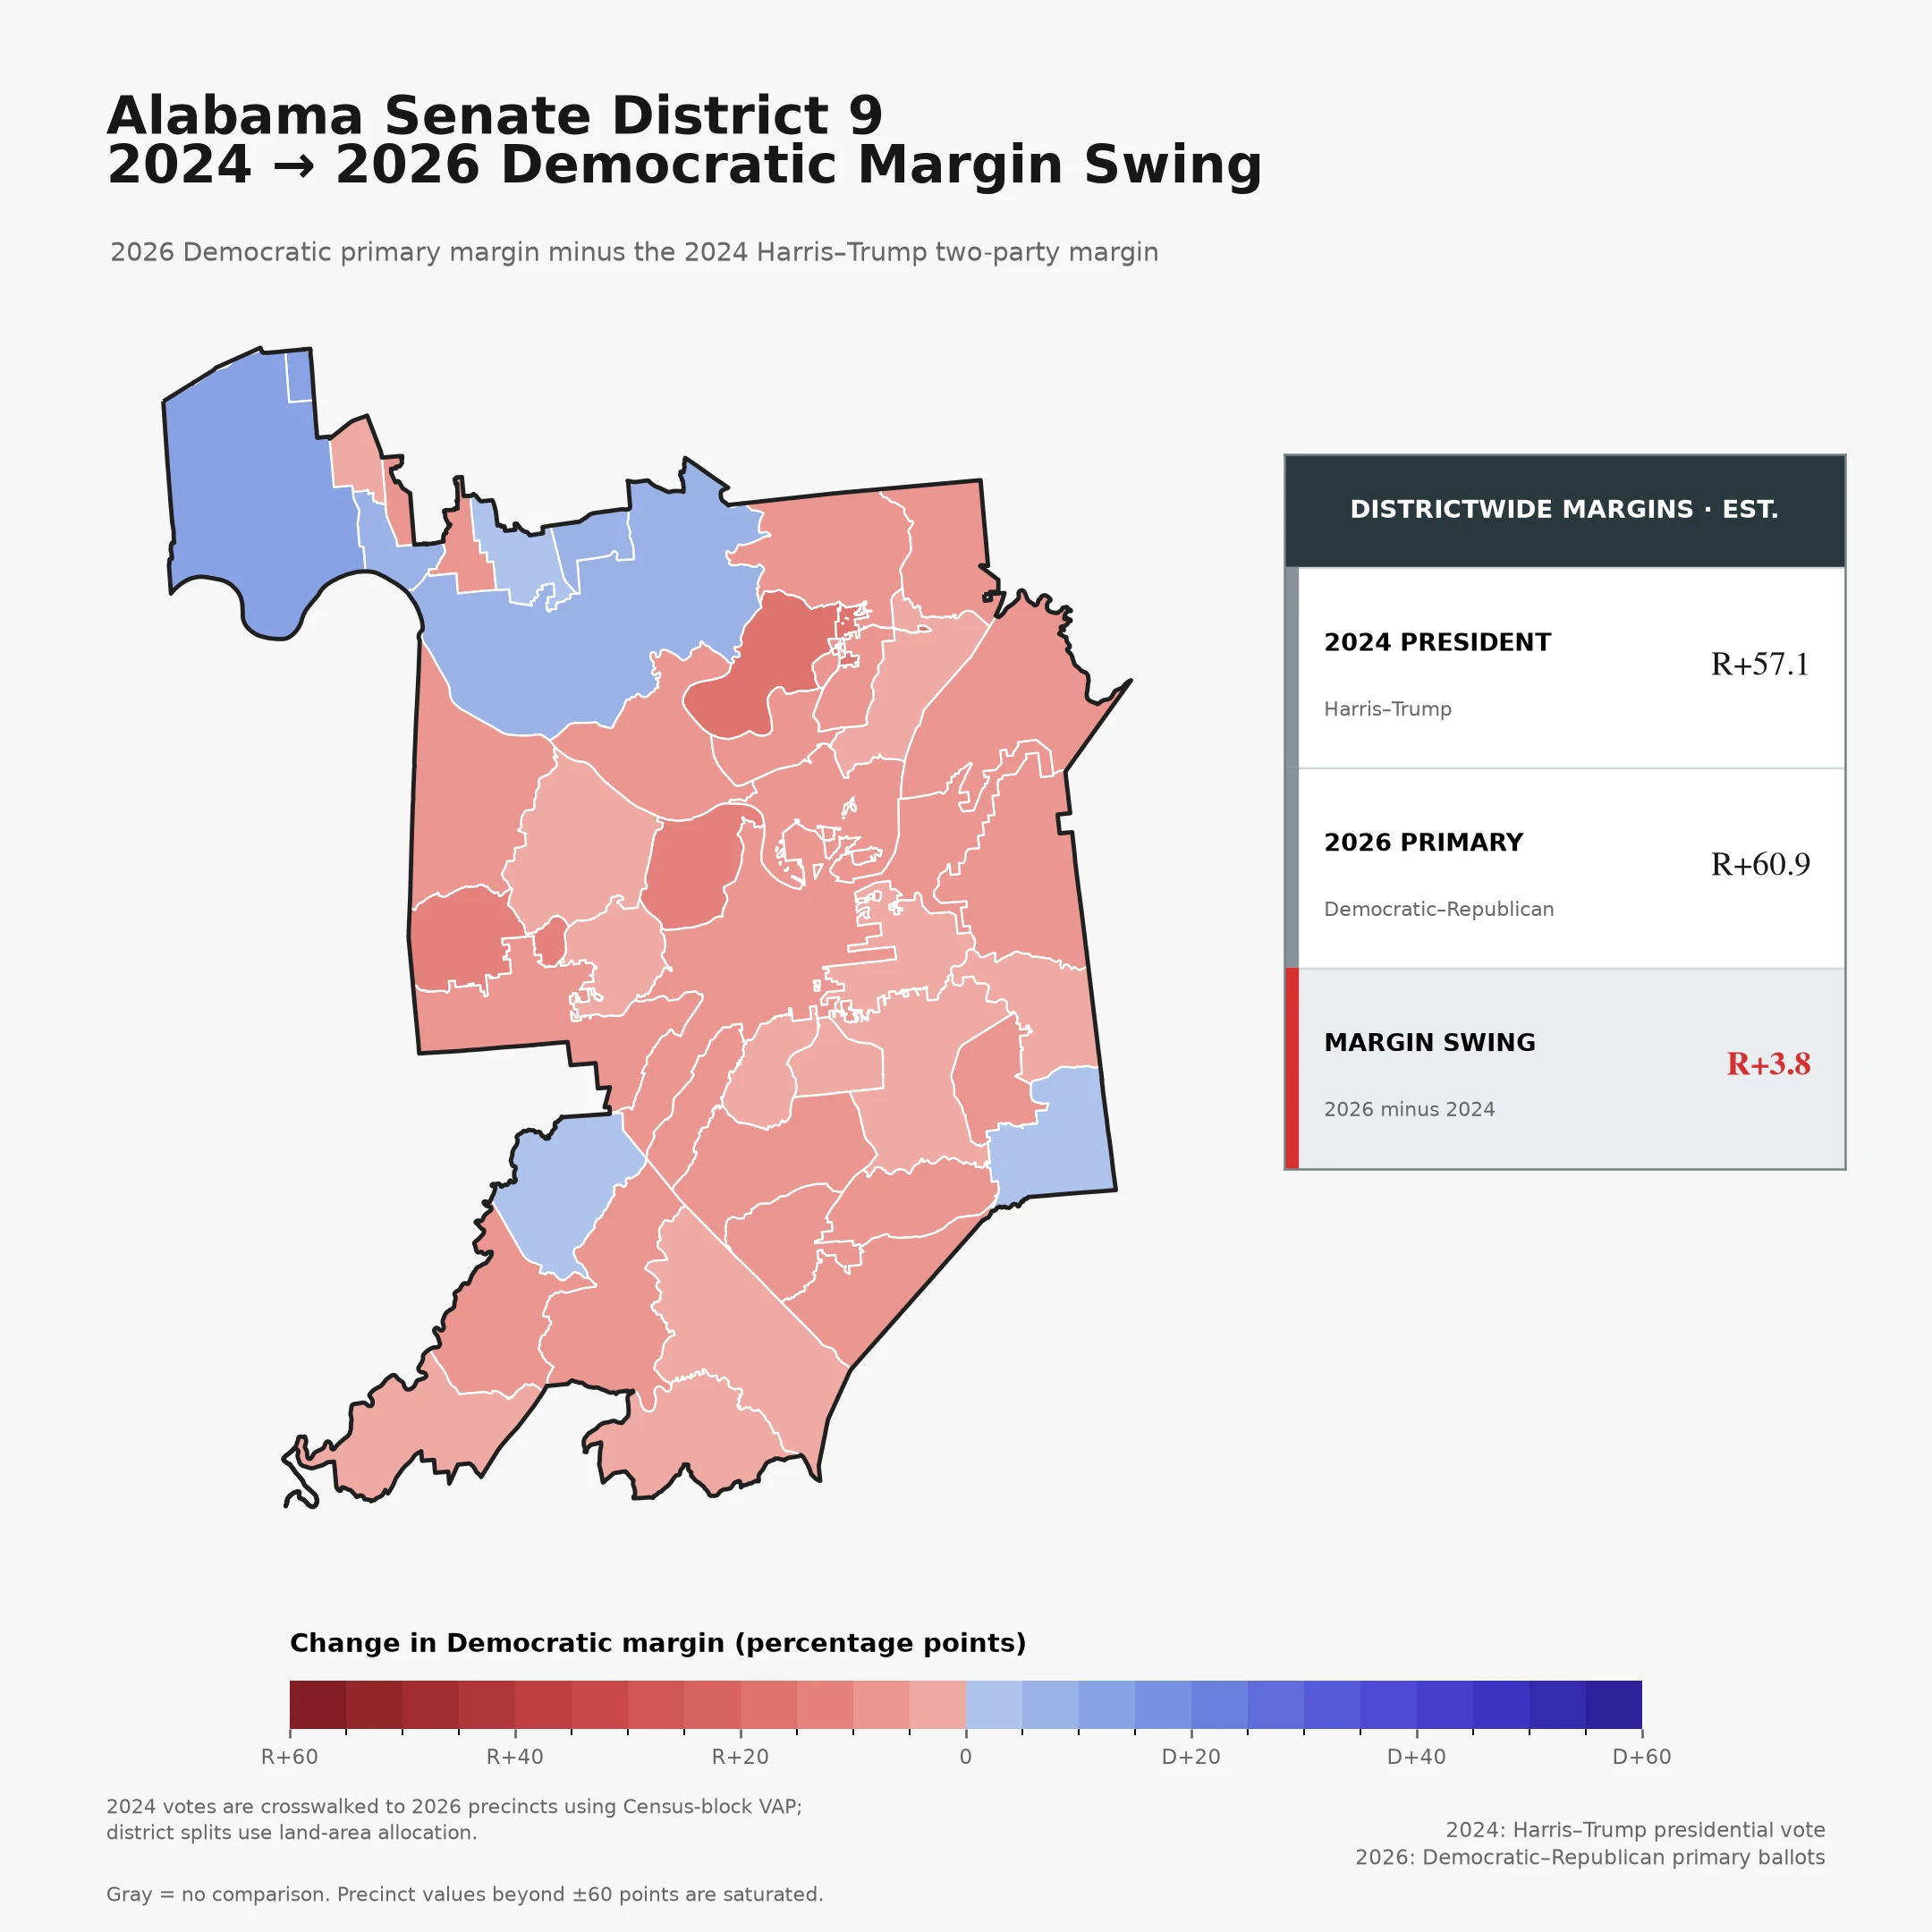 Alabama Senate District 9
2024 → 2026 Democratic Margin Swing
2026 Democratic primary margin minus the 2024 Harris–Trump two-party margin
DISTRICTWIDE MARGINS · EST.
2024 PRESIDENT
R+57.1
Harris–Trump
2026 PRIMARY
R+60.9
Democratic–Republican
MARGIN SWING
R+3.8
2026 minus 2024
Change in Democratic margin (percentage points)
R+60 R+40 R+20 0 D+20 D+40 D+60
2024 votes are crosswalked to 2026 precincts using Census-block VAP;
district splits use land-area allocation.
Gray = no comparison. Precinct values beyond ±60 points are saturated.
2024: Harris–Trump presidential vote
2026: Democratic–Republican primary ballots